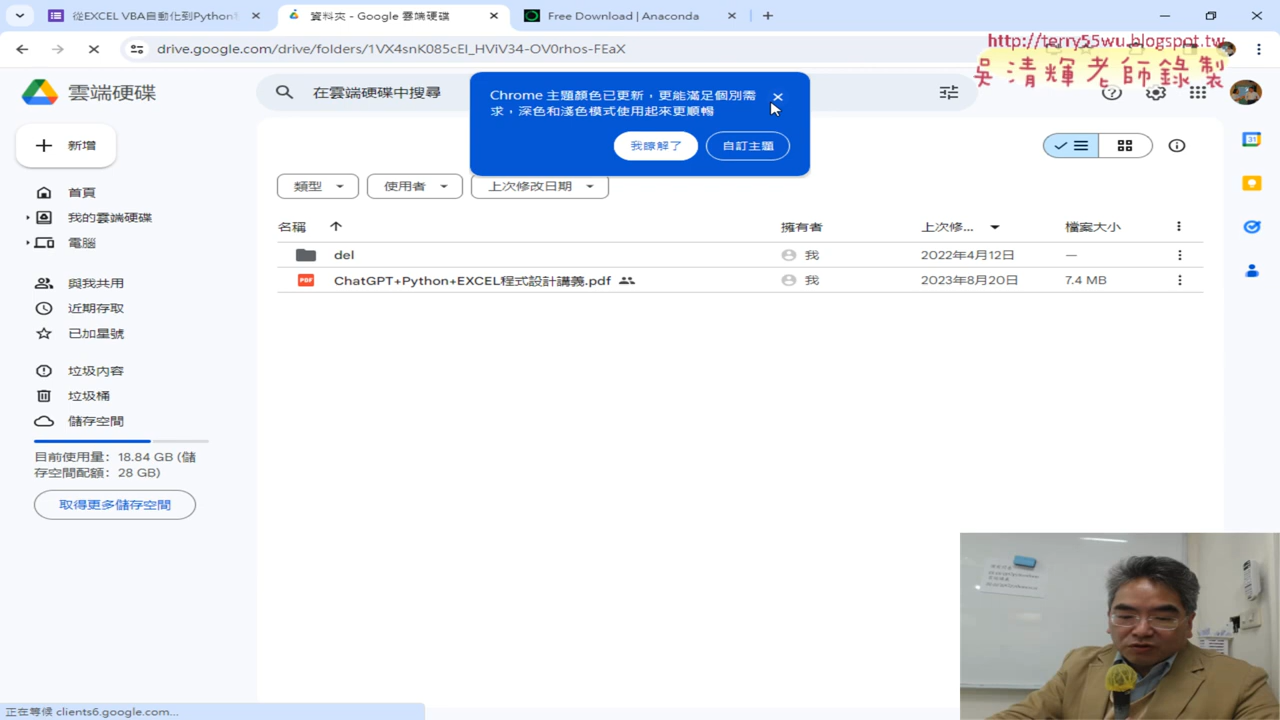 從EXCEL VBA自動化到Python
資料夾 - Google 雲端硬碟
Free Download | Anaconda
drive.google.com/drive/folders/1VX4snK085cEI_HViV34-OV0rhos-FEaX
http://terry55wu.blogspot.tw
吳清輝老師錄製
雲端硬碟
在雲端硬碟中搜尋
Chrome 主題顏色已更新，更能滿足個別需
求，深色和淺色模式使用起來更順暢
我瞭解了
自訂主題
新增
首頁
我的雲端硬碟
電腦
與我共用
近期存取
已加星號
垃圾內容
垃圾桶
儲存空間
目前使用量：18.84 GB (儲
存空間配額：28 GB)
取得更多儲存空間
類型
使用者
上次修改日期
名稱
擁有者
上次修...
檔案大小
del
我
2022年4月12日
—
PDF
ChatGPT+Python+EXCEL程式設計講義.pdf
我
2023年8月20日
7.4 MB
31
正在等候 clients6.google.com...